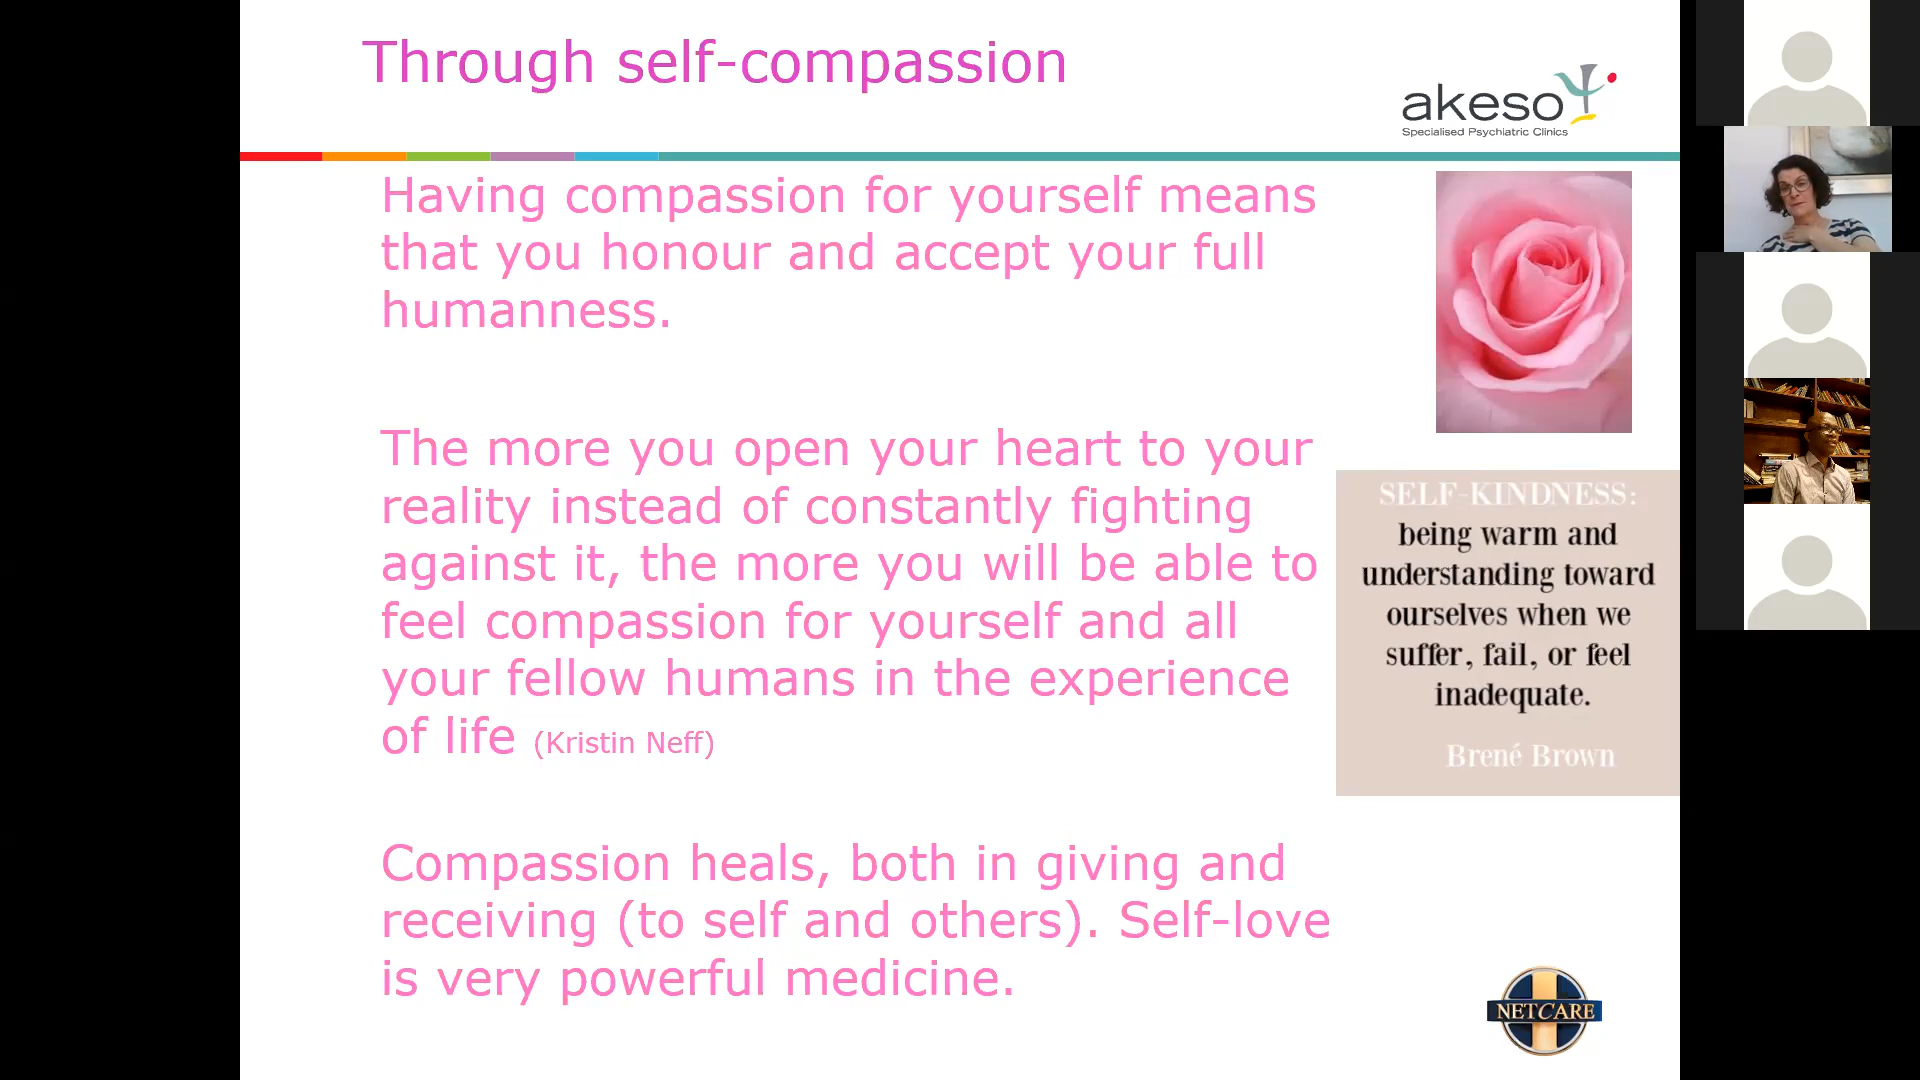 Through self-compassion
akeso
Specialised Psychiatric Clinics
Having compassion for yourself means
that you honour and accept your full
humanness.
The more you open your heart to your
reality instead of constantly fighting
against it, the more you will be able to
feel compassion for yourself and all
your fellow humans in the experience
of life (Kristin Neff)
Compassion heals, both in giving and
receiving (to self and others). Self-love
is very powerful medicine.
SELF-KINDNESS:
being warm and
understanding toward
ourselves when we
suffer, fail, or feel
inadequate.
Brené Brown
NETCARE